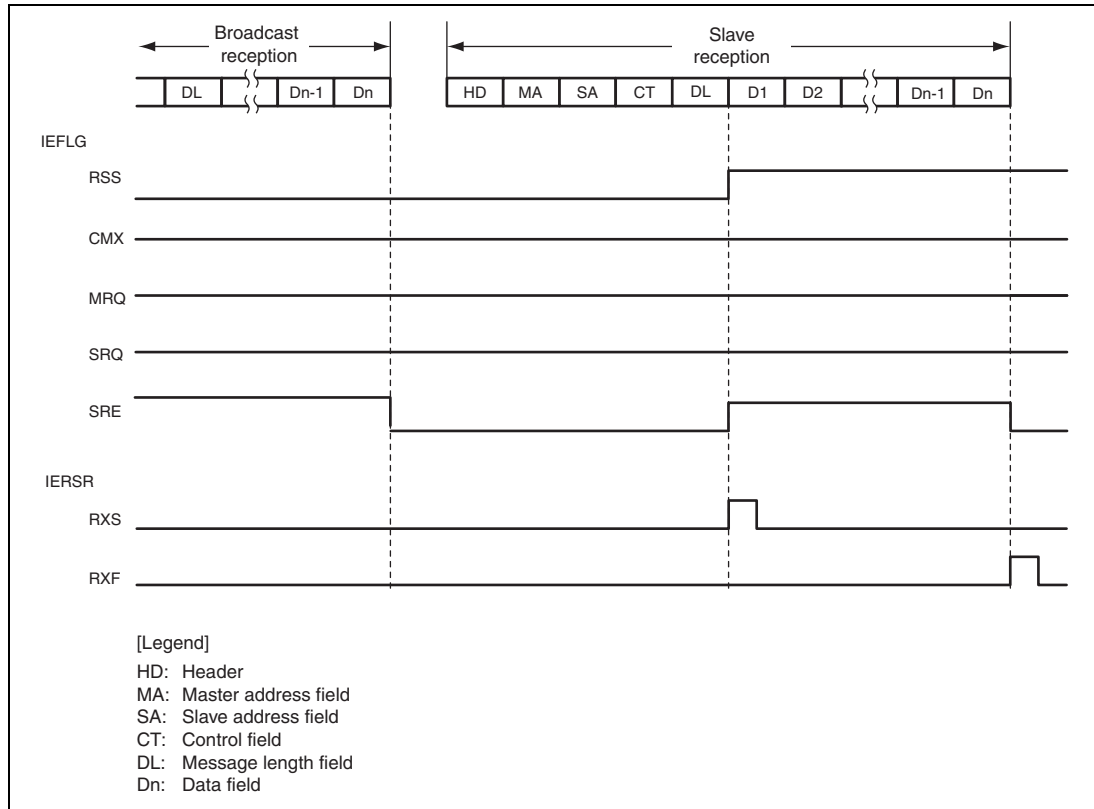 Broadcast
reception
Slave
reception
DL Dn-1 Dn HD MA SA CT DL D1 D2 Dn-1 Dn
IEFLG
RSS
CMX
MRQ
SRQ
SRE
IERSR
RXS
RXF
[Legend]
HD: Header
MA: Master address field
SA: Slave address field
CT: Control field
DL: Message length field
Dn: Data field